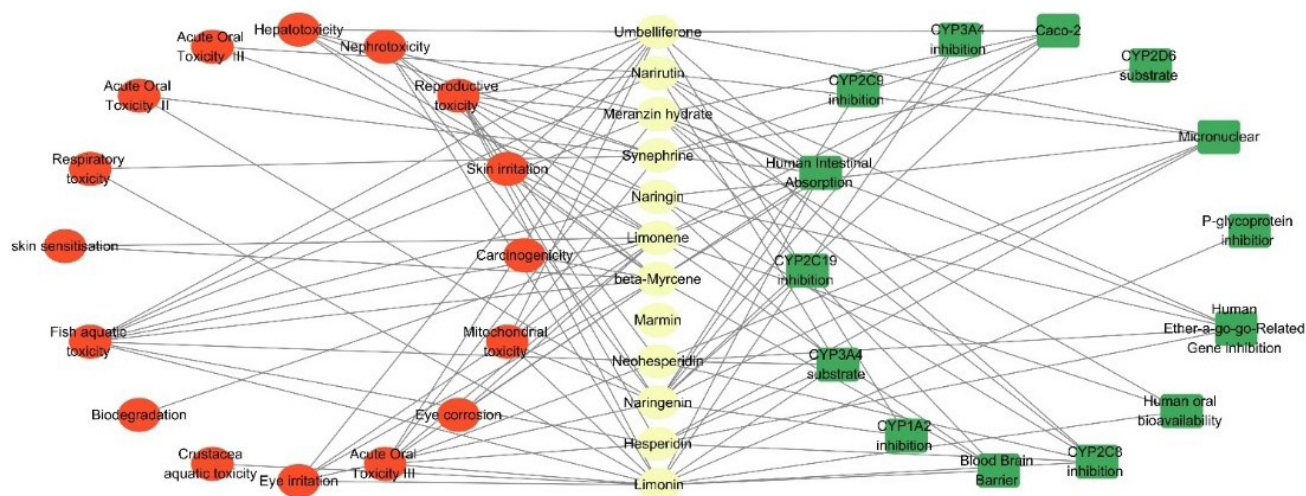 Hepatotoxicity
Acute Oral
Toxicity III
Nephrotoxicity
Acute Oral
Toxicity II
Reproductive
toxicity
Respiratory
toxicity
Skin irritation
skin sensitisation
Carcinogenicity
Fish aquatic
toxicity
Mitochondrial
toxicity
Biodegradation
Eye corrosion
Crustacea
aquatic toxicity
Eye irritation
Acute Oral
Toxicity III
Umbelliferone
Narirutin
Meranzin hydrate
Synephrine
Naringin
Limonene
beta-Myrcene
Marmin
Neohesperidin
Naringenin
Hesperidin
Limonin
CYP3A4
inhibition
Caco-2
CYP2D6
substrate
CYP2C9
inhibition
Micronuclear
Human Intestinal
Absorption
P-glycoprotein
inhibitior
CYP2C19
inhibition
Human
Ether-a-go-go-Related
Gene inhibition
CYP3A4
substrate
Human oral
bioavailability
CYP1A2
inhibition
Blood Brain
Barrier
CYP2C8
inhibition